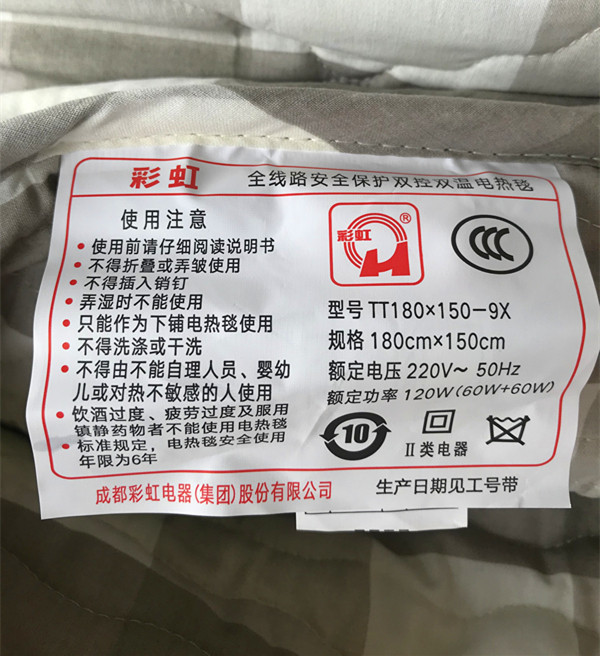 彩虹 全线路安全保护双控双温电热毯
使用注意
• 使用前请仔细阅读说明书
• 不得折叠或弄皱使用
• 不得插入销钉
• 弄湿时不能使用
• 只能作为下铺电热毯使用
• 不得洗涤或干洗
• 不得由不能自理人员、婴幼
儿或对热不敏感的人使用
• 饮酒过度、疲劳过度及服用
镇静药物者不能使用电热毯
• 标准规定，电热毯安全使用
年限为6年
彩虹 ®
CCC
型号 TT180×150-9X
规格 180cm×150cm
额定电压 220V~ 50Hz
额定功率 120W(60W+60W)
10
II类电器
成都彩虹电器(集团)股份有限公司
生产日期见工号带